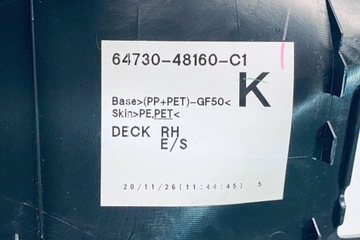 64730-48160-C1
K
Base>(PP+PET)-GF50<
Skin>PE,PET<
DECK RH
E/S
20/11/26(11:44:45) 5